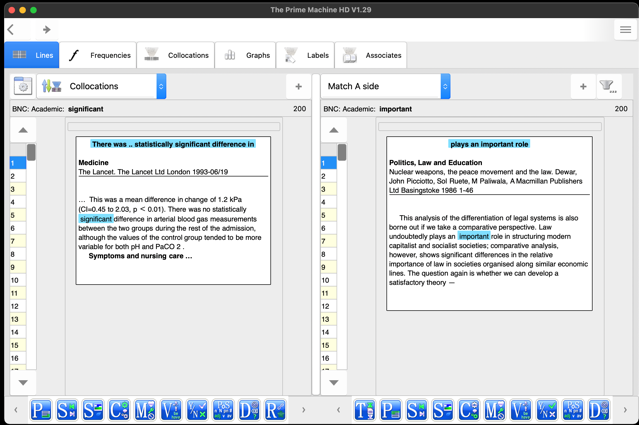 The Prime Machine HD V1.29
Lines
Frequencies
Collocations
Graphs
Labels
Associates
Collocations
Match A side
BNC: Academic: significant 200
BNC: Academic: important 200
1
2
3
4
5
6
7
8
9
10
11
12
13
14
15
16
There was .. statistically significant difference in
Medicine
The Lancet. The Lancet Ltd London 1993-06/19
... This was a mean difference in change of 1.2 kPa
(CI=0.45 to 2.03, p < 0.01). There was no statistically
significant difference in arterial blood gas measurements
between the two groups during the rest of the admission,
although the values of the control group tended to be more
variable for both pH and PaCO 2 .
Symptoms and nursing care ...
1
2
3
4
5
6
7
8
9
10
11
12
13
14
15
16
plays an important role
Politics, Law and Education
Nuclear weapons, the peace movement and the law. Dewar,
John Picciotto, Sol Ruete, M Paliwala, A Macmillan Publishers
Ltd Basingstoke 1986 1-46
This analysis of the differentiation of legal systems is also
borne out if we take a comparative perspective. Law
undoubtedly plays an important role in structuring modern
capitalist and socialist societies; comparative analysis,
however, shows significant differences in the relative
importance of law in societies organised along similar economic
lines. The question again is whether we can develop a
satisfactory theory —
P S S C M V V/N D R
T P S S C M V V/N D